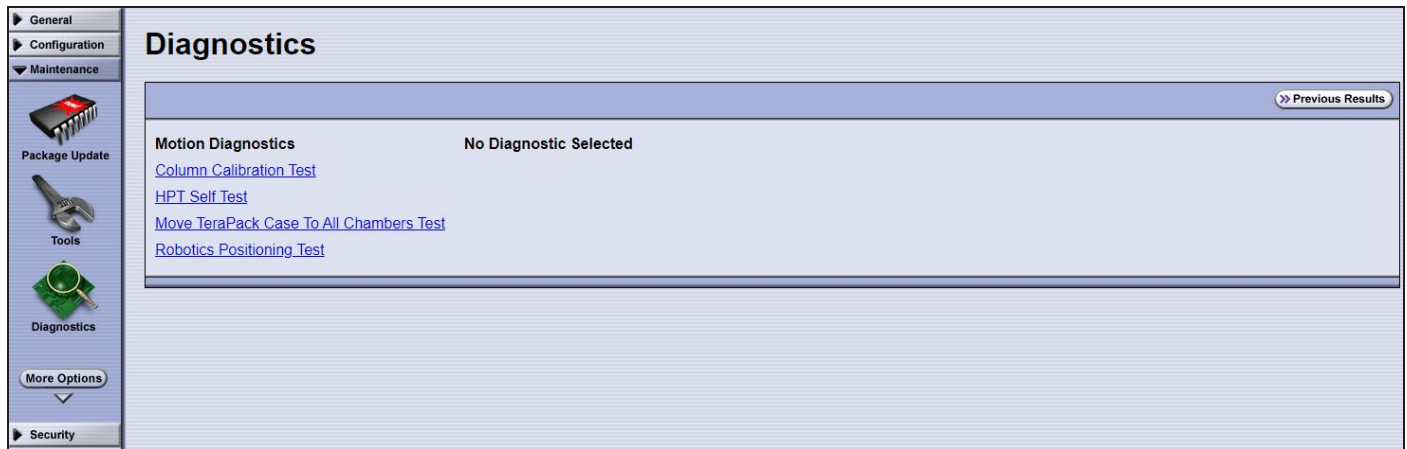 General
Configuration
Maintenance
Package Update
Tools
Diagnostics
More Options
Security
Diagnostics
Previous Results
Motion Diagnostics
Column Calibration Test
HPT Self Test
Move TeraPack Case To All Chambers Test
Robotics Positioning Test
No Diagnostic Selected